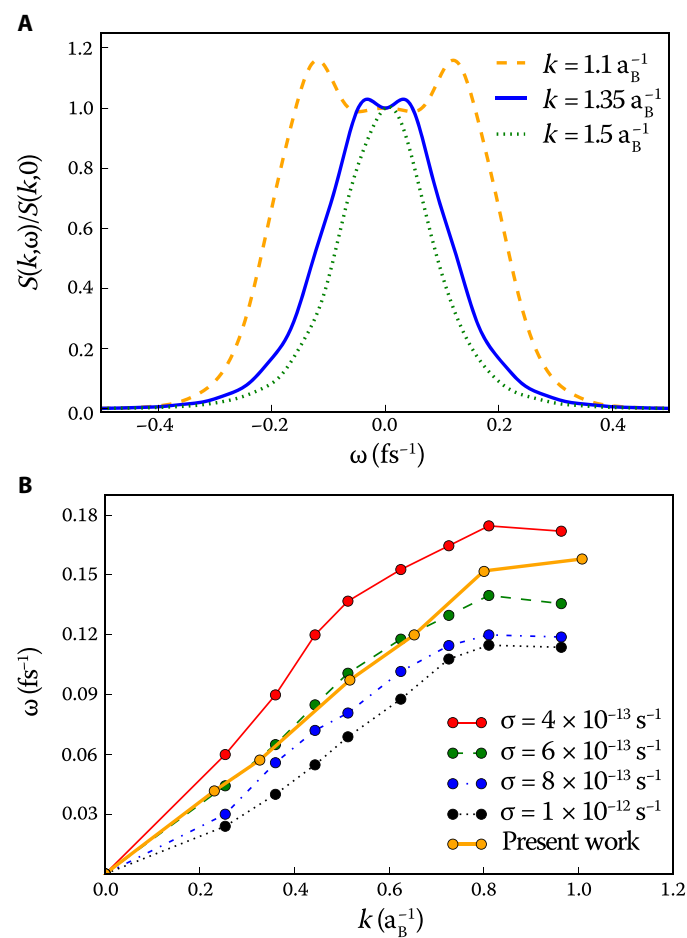 A
S(k,ω)/S(k,0)
1.2
1.0
0.8
0.6
0.4
0.2
0.0
k = 1.1 a_B^–1
k = 1.35 a_B^–1
k = 1.5 a_B^–1
–0.4 –0.2 0.0 0.2 0.4
ω (fs^–1)
B
ω (fs^–1)
0.18
0.15
0.12
0.09
0.06
0.03
σ = 4 × 10^–13 s^–1
σ = 6 × 10^–13 s^–1
σ = 8 × 10^–13 s^–1
σ = 1 × 10^–12 s^–1
Present work
0.0 0.2 0.4 0.6 0.8 1.0 1.2
k (a_B^–1)